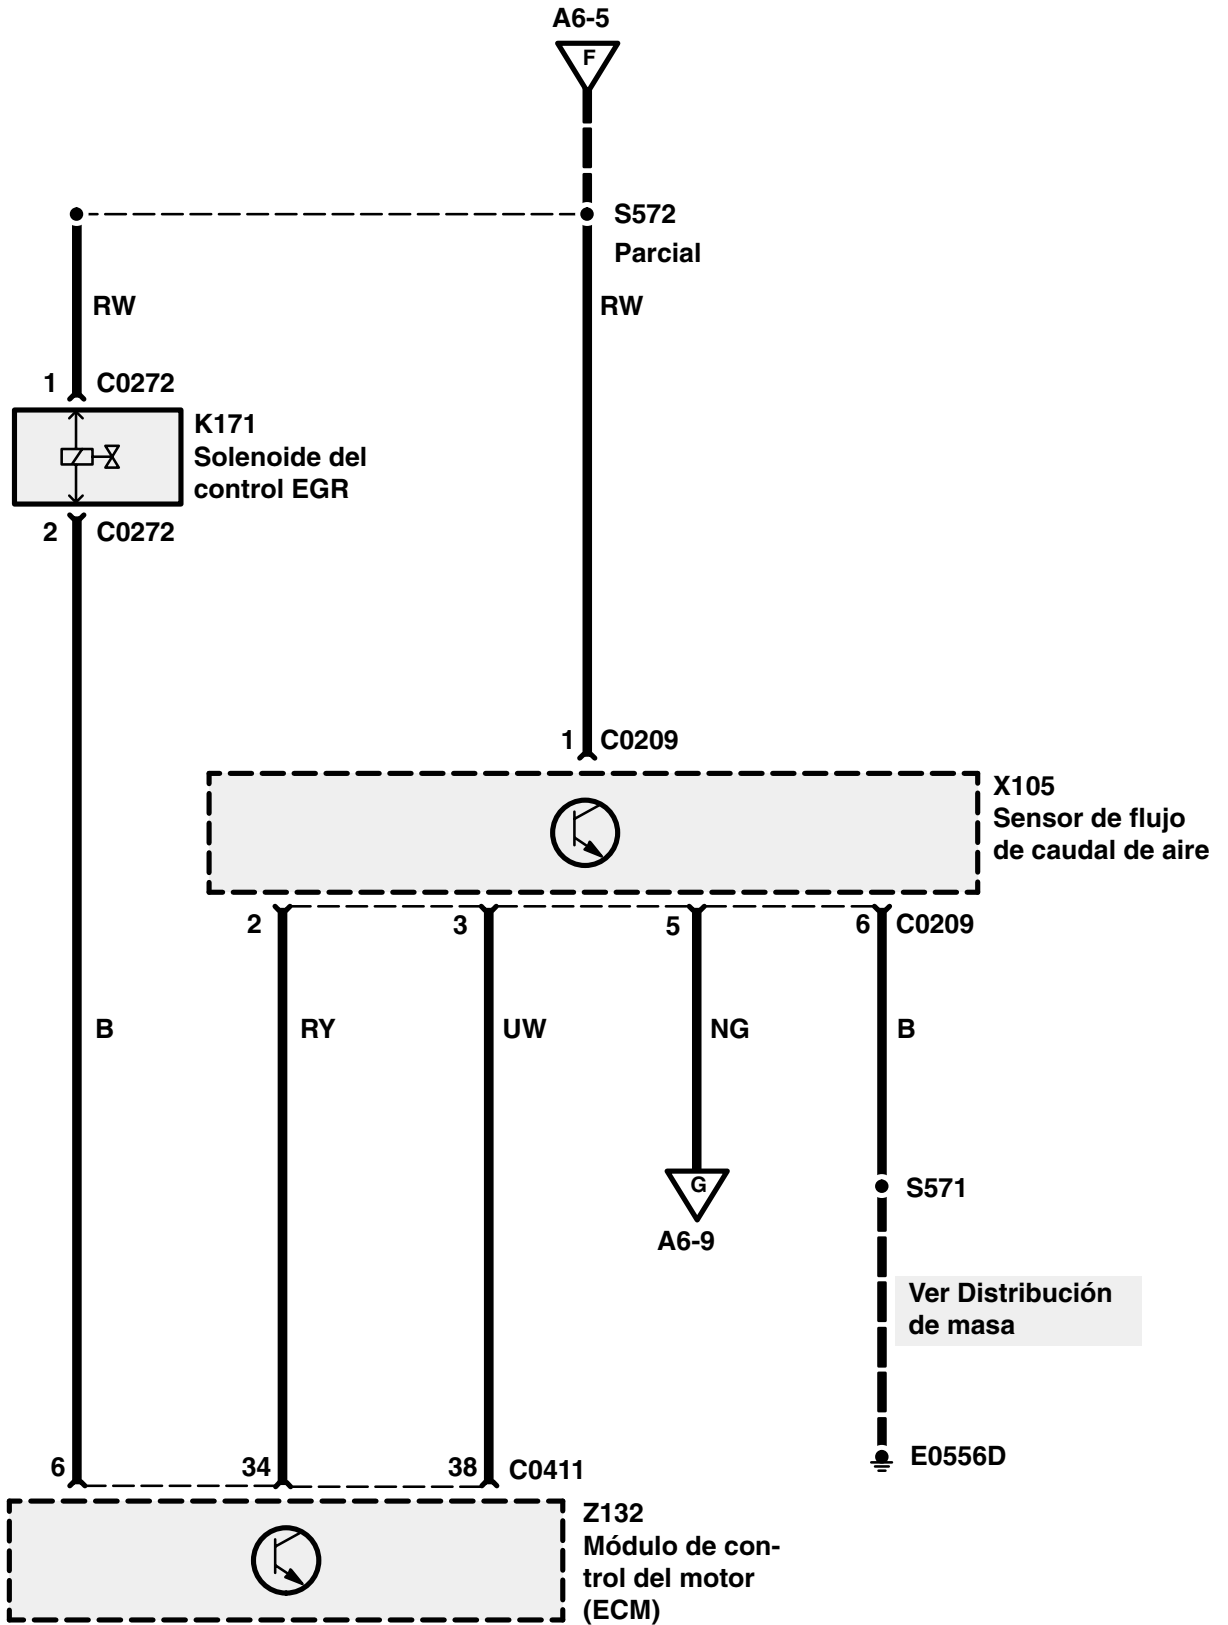 A6-5
F
S572
Parcial
RW
RW
1
C0272
K171
Solenoide del
control EGR
2
C0272
1
C0209
X105
Sensor de flujo
de caudal de aire
2
3
5
6
C0209
B
RY
UW
NG
B
G
A6-9
S571
Ver Distribución
de masa
E0556D
6
34
38
C0411
Z132
Módulo de con-
trol del motor
(ECM)